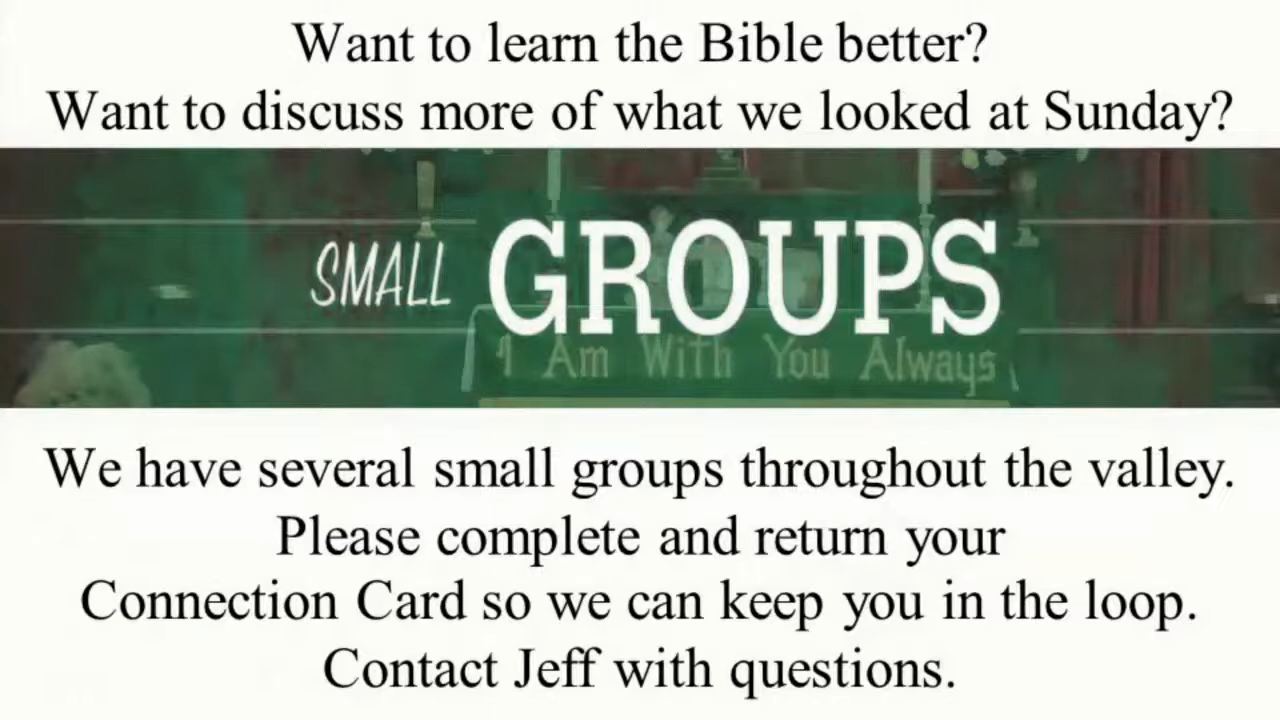 Want to learn the Bible better?
Want to discuss more of what we looked at Sunday?
SMALL GROUPS
I Am With You Always
We have several small groups throughout the valley.
Please complete and return your
Connection Card so we can keep you in the loop.
Contact Jeff with questions.